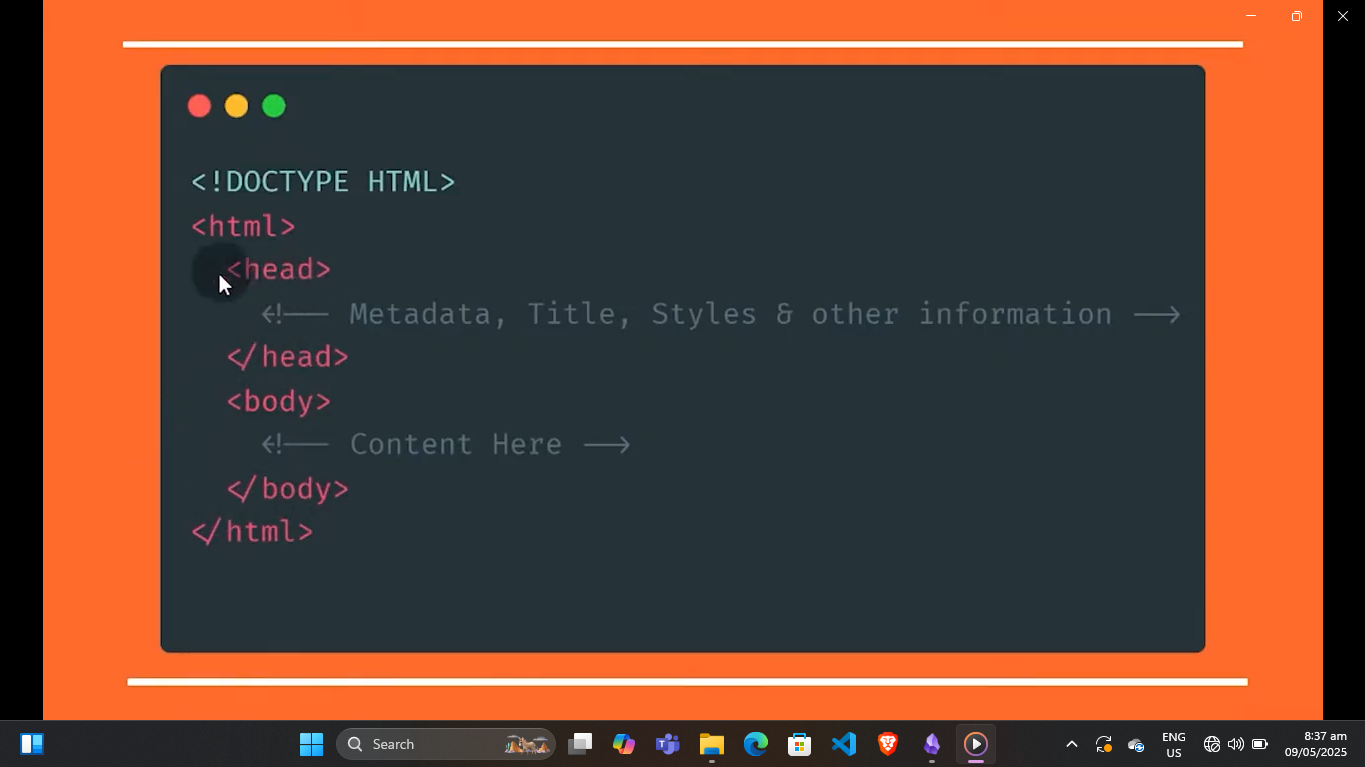 <!DOCTYPE HTML>
<html>
<head>
<!-- Metadata, Title, Styles & other information -->
</head>
<body>
<!-- Content Here -->
</body>
</html>
Search
ENG
US
8:37 am
09/05/2025